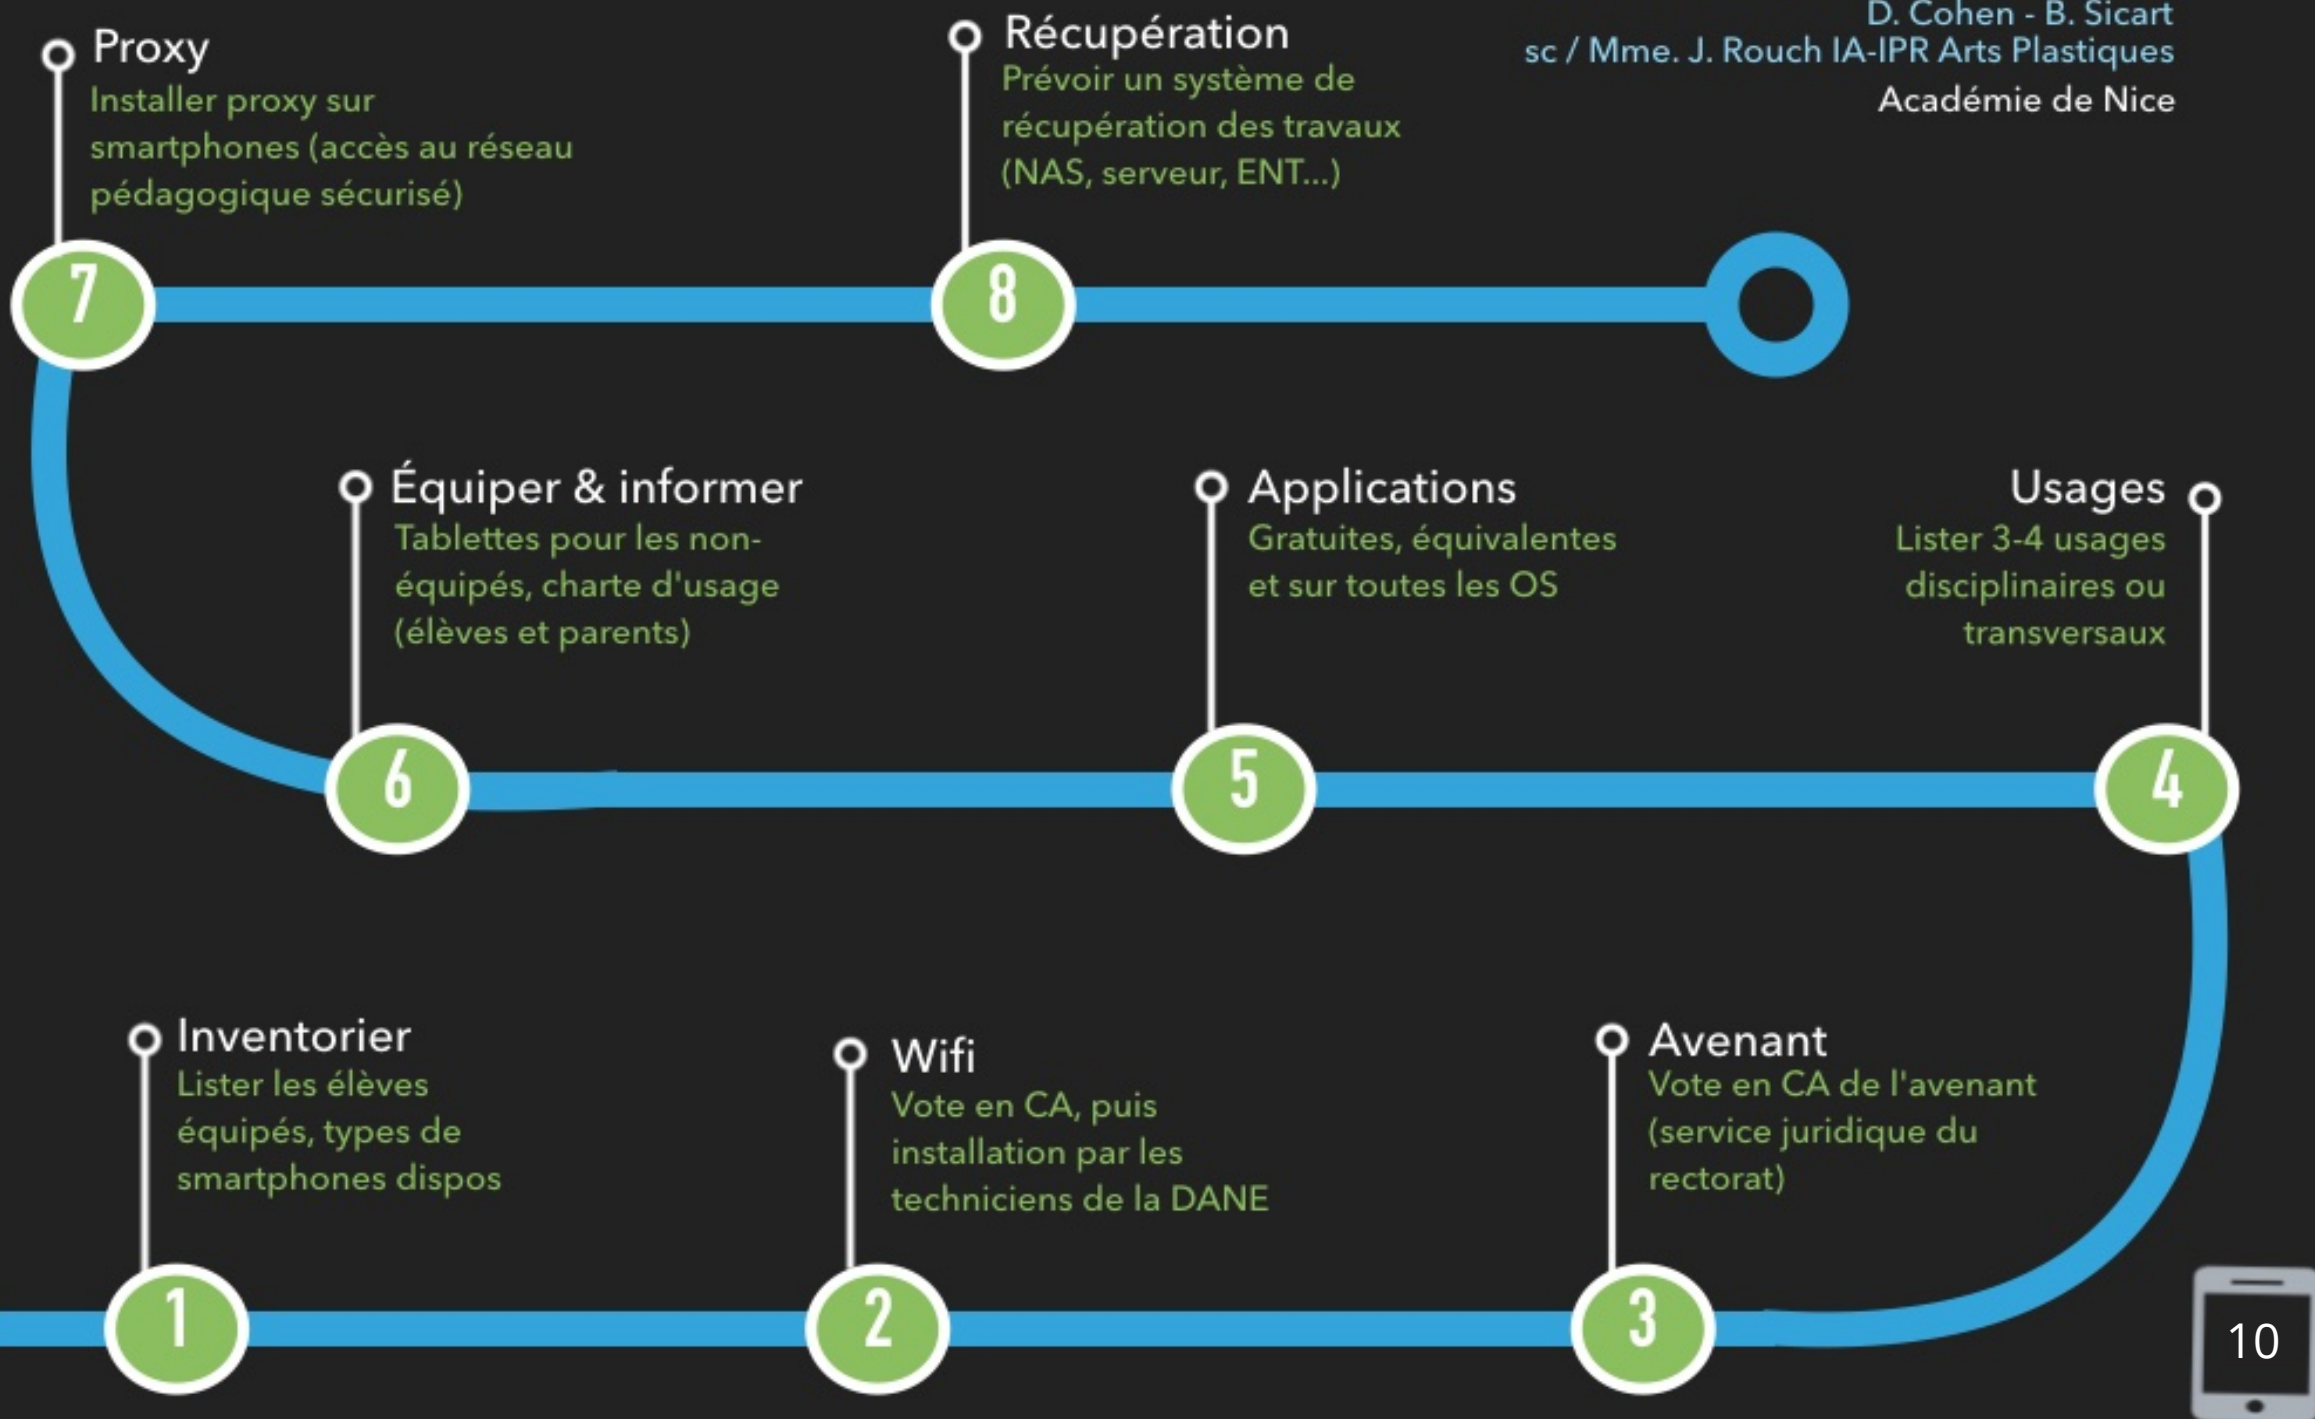 Proxy
Installer proxy sur
smartphones (accès au réseau
pédagogique sécurisé)
7
Récupération
Prévoir un système de
récupération des travaux
(NAS, serveur, ENT...)
8
D. Cohen - B. Sicart
sc / Mme. J. Rouch IA-IPR Arts Plastiques
Académie de Nice
Équiper & informer
Tablettes pour les non-
équipés, charte d'usage
(élèves et parents)
6
Applications
Gratuites, équivalentes
et sur toutes les OS
5
Usages
Lister 3-4 usages
disciplinaires ou
transversaux
4
Inventorier
Lister les élèves
équipés, types de
smartphones dispos
1
Wifi
Vote en CA, puis
installation par les
techniciens de la DANE
2
Avenant
Vote en CA de l'avenant
(service juridique du
rectorat)
3
10